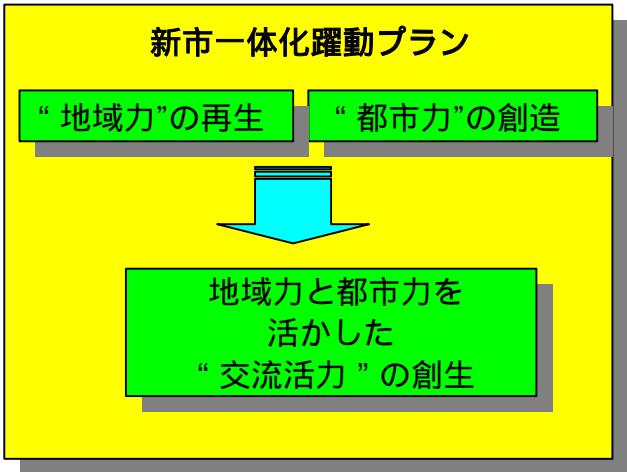 新市一体化躍動プラン
“地域力”の再生
“都市力”の創造
地域力と都市力を
活かした
“交流活力”の創生